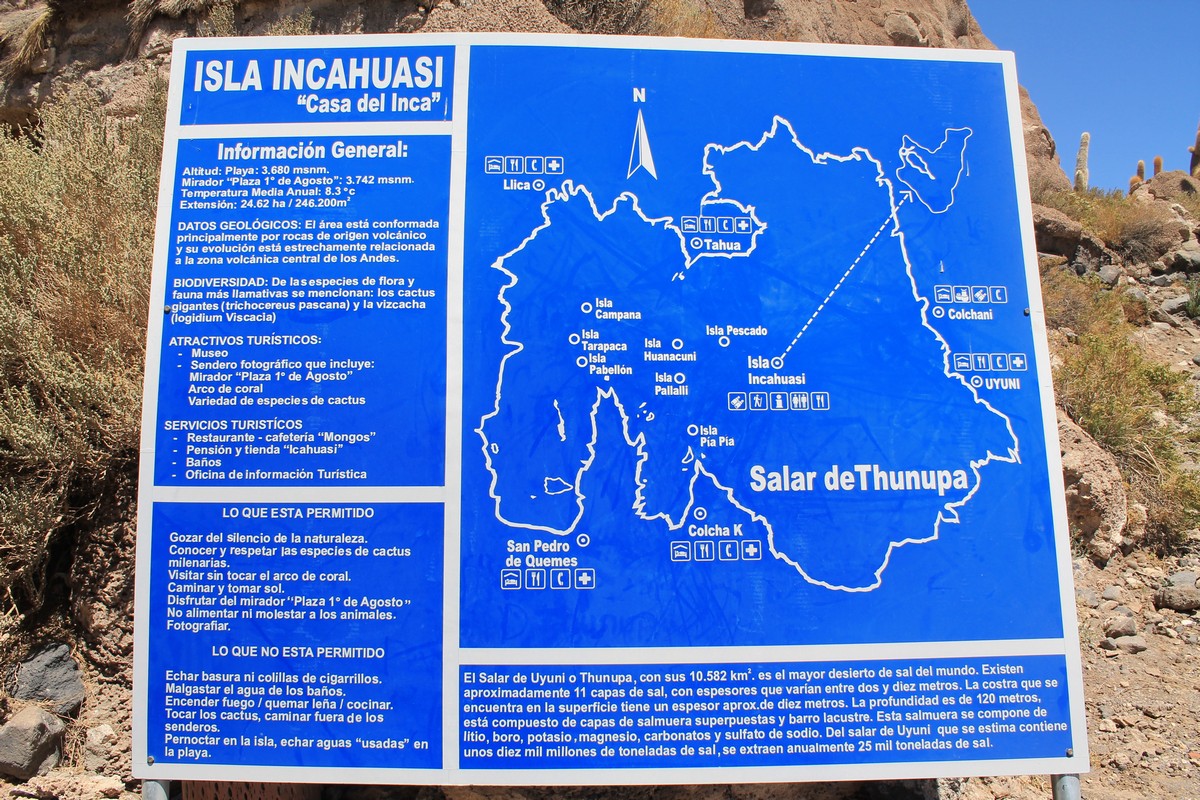 ISLA INCAHUASI
"Casa del Inca"
Información General:
Altitud: Playa: 3.680 msnm.
Mirador "Plaza 1° de Agosto": 3.742 msnm.
Temperatura Media Anual: 8.3 °c
Extensión: 24.62 ha / 246.200m²
DATOS GEOLÓGICOS: El área está conformada
principalmente por rocas de origen volcánico
y su evolución está estrechamente relacionada
a la zona volcánica central de los Andes.
BIODIVERSIDAD: De las especies de flora y
fauna más llamativas se mencionan: los cactus
gigantes (trichocereus pascana) y la vizcacha
(logidium Viscacia)
ATRACTIVOS TURÍSTICOS:
- Museo
- Sendero fotográfico que incluye:
Mirador "Plaza 1° de Agosto"
Arco de coral
Variedad de especies de cactus
SERVICIOS TURISTÍCOS
- Restaurante - cafetería "Mongos"
- Pensión y tienda "Icahuasi"
- Baños
- Oficina de información Turística
LO QUE ESTA PERMITIDO
Gozar del silencio de la naturaleza.
Conocer y respetar las especies de cactus
milenarías.
Visitar sin tocar el arco de coral.
Caminar y tomar sol.
Disfrutar del mirador "Plaza 1° de Agosto"
No alimentar ni molestar a los animales.
Fotografiar.
LO QUE NO ESTA PERMITIDO
Echar basura ni colillas de cigarrillos.
Malgastar el agua de los baños.
Encender fuego / quemar leña / cocinar.
Tocar los cactus, caminar fuera de los
senderos.
Pernoctar en la isla, echar aguas "usadas" en
la playa.
N
Llica
Tahua
Isla
Campana
Isla
Tarapaca
Isla
Pabellón
Isla
Huanacuni
Isla Pescado
Isla
Pallalli
Isla
Incahuasi
Isla
Pia Pia
Colchani
UYUNI
Salar deThunupa
Colcha K
San Pedro
de Quemes
El Salar de Uyuni o Thunupa, con sus 10.582 km². es el mayor desierto de sal del mundo. Existen
aproximadamente 11 capas de sal, con espesores que varían entre dos y diez metros. La costra que se
encuentra en la superficie tiene un espesor aprox.de diez metros. La profundidad es de 120 metros,
está compuesto de capas de salmuera superpuestas y barro lacustre. Esta salmuera se compone de
litio, boro, potasio, magnesio, carbonatos y sulfato de sodio. Del salar de Uyuni que se estima contiene
unos diez mil millones de toneladas de sal, se extraen anualmente 25 mil toneladas de sal.